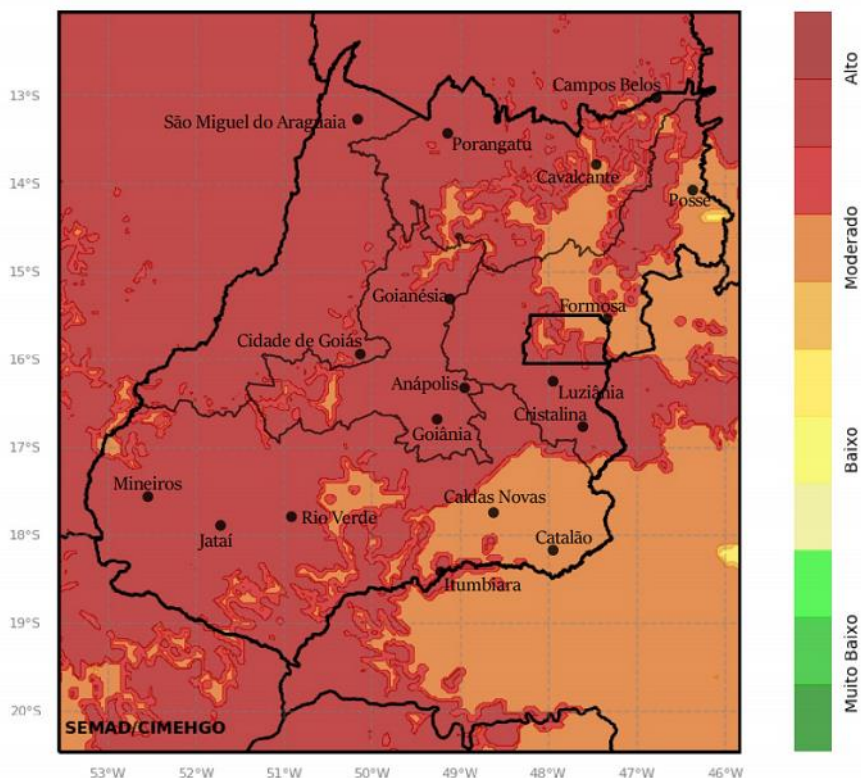 Campos Belos
13°S
São Miguel do Araguaia
Porangatu
Cavalcante
14°S
Posse
15°S
Goianésia
Formosa
Cidade de Goiás
16°S
Anápolis
Luziânia
Cristalina
Goiânia
17°S
Mineiros
Caldas Novas
Rio Verde
Jataí
18°S
Catalão
Itumbiara
19°S
20°S
SEMAD/CIMEHGO
53°W 52°W 51°W 50°W 49°W 48°W 47°W 46°W
Alto
Moderado
Baixo
Muito Baixo